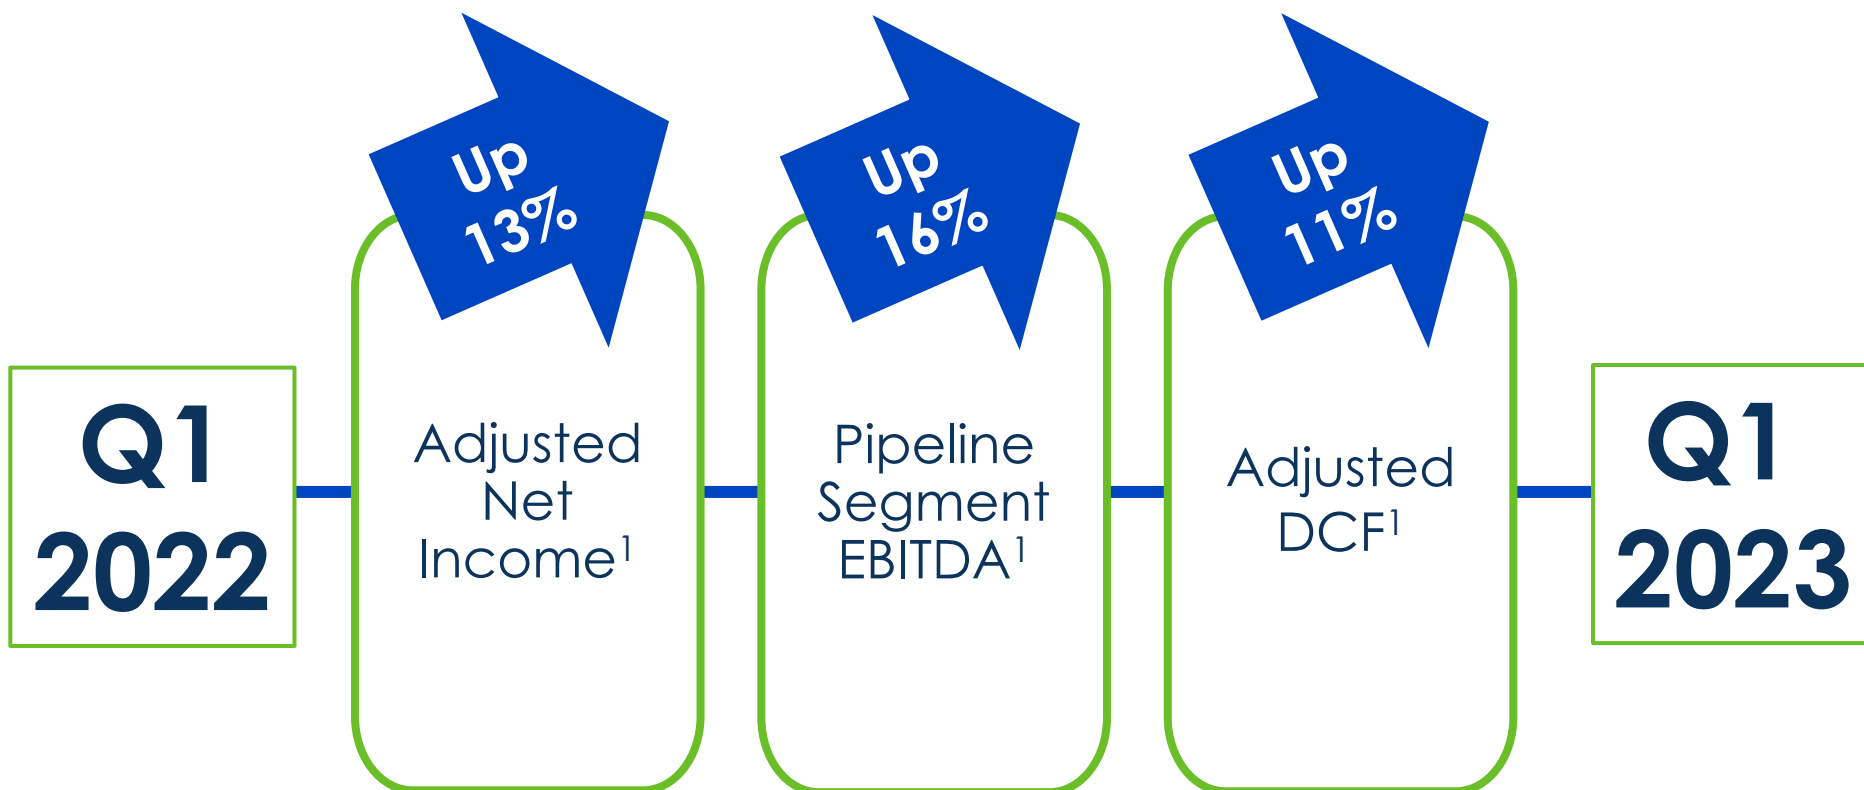 Q1
2022
Up
13%
Adjusted
Net
Income¹
Up
16%
Pipeline
Segment
EBITDA¹
Up
11%
Adjusted
DCF¹
Q1
2023